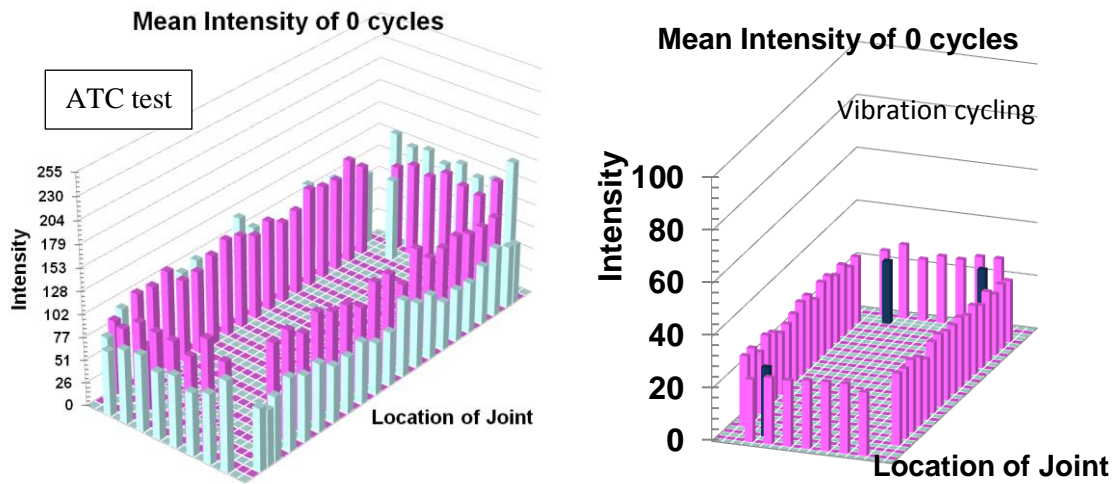 Mean Intensity of 0 cycles
ATC test
Intensity
255
230
204
179
153
128
102
77
51
26
0
Location of Joint
Mean Intensity of 0 cycles
Vibration cycling
Intensity
100
80
60
40
20
0
Location of Joint